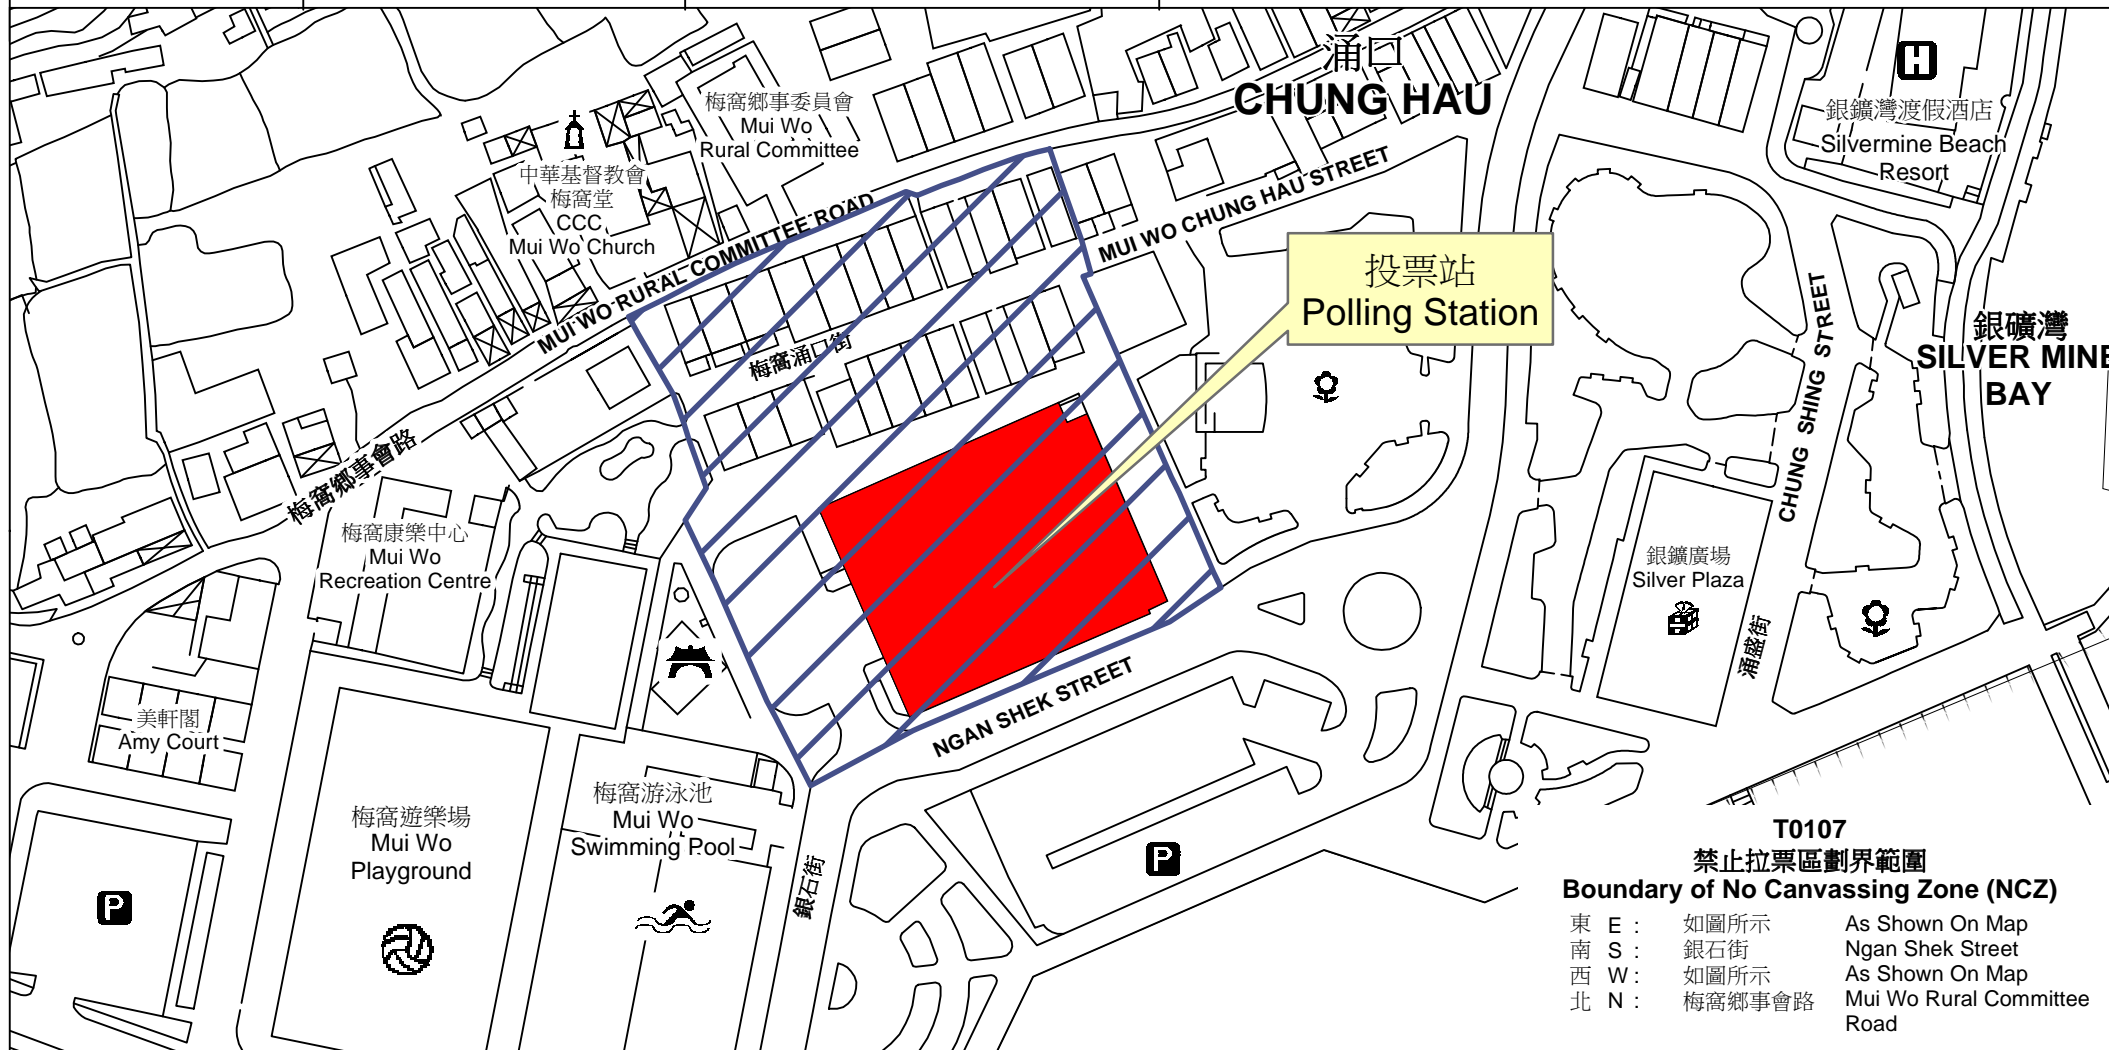 涌口
CHUNG HAU
銀鑛灣渡假酒店
Silvermine Beach
Resort
梅窩鄉事委員會
Mui Wo
Rural Committee
中華基督教會
梅窩堂
CCC
Mui Wo Church
MUI WO RURAL COMMITTEE ROAD
MUI WO CHUNG HAU STREET
投票站
Polling Station
CHUNG SHING STREET
銀礦灣
SILVER MINE
BAY
梅窩涌口街
梅窩鄉事會路
梅窩康樂中心
Mui Wo
Recreation Centre
銀鑛廣場
Silver Plaza
涌盛街
NGAN SHEK STREET
美軒閣
Amy Court
梅窩遊樂場
Mui Wo
Playground
梅窩游泳池
Mui Wo
Swimming Pool
銀石街
H
P
P
T0107
禁止拉票區劃界範圍
Boundary of No Canvassing Zone (NCZ)
東 E : 如圖所示 As Shown On Map
南 S : 銀石街 Ngan Shek Street
西 W : 如圖所示 As Shown On Map
北 N : 梅窩鄉事會路 Mui Wo Rural Committee
Road